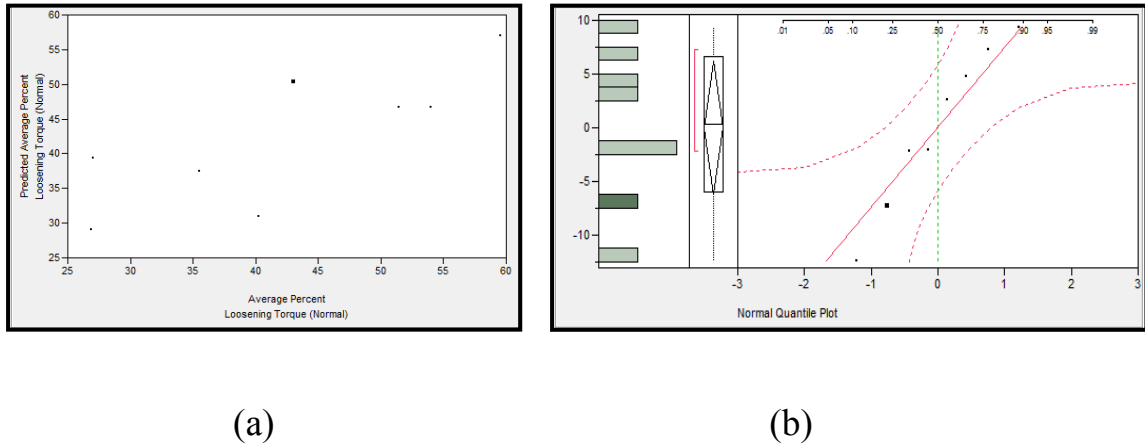 60
55
50
45
40
35
30
25
Predicted Average Percent
Loosening Torque (Normal)
25 30 35 40 45 50 55 60
Average Percent
Loosening Torque (Normal)
10
5
0
-5
-10
.01 .05 .10 .25 .50 .75 .90 .95 .99
-3 -2 -1 0 1 2 3
Normal Quantile Plot
(a) (b)